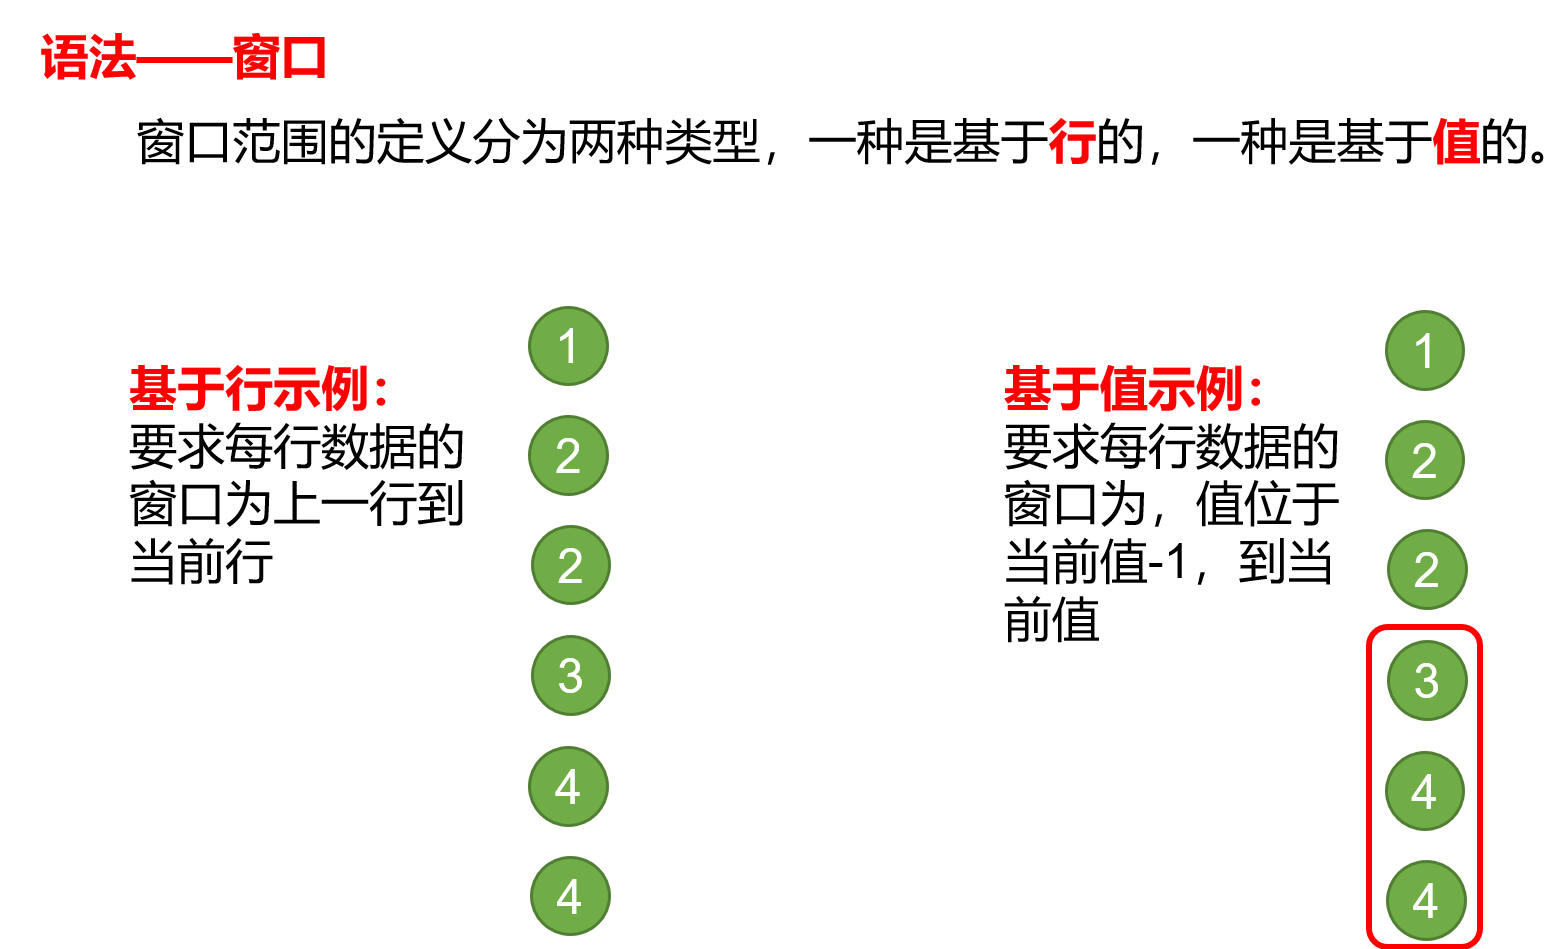 语法——窗口
窗口范围的定义分为两种类型，一种是基于行的，一种是基于值的。
基于行示例：
要求每行数据的
窗口为上一行到
当前行
1
2
2
3
4
4
基于值示例：
要求每行数据的
窗口为，值位于
当前值-1，到当
前值
1
2
2
3
4
4